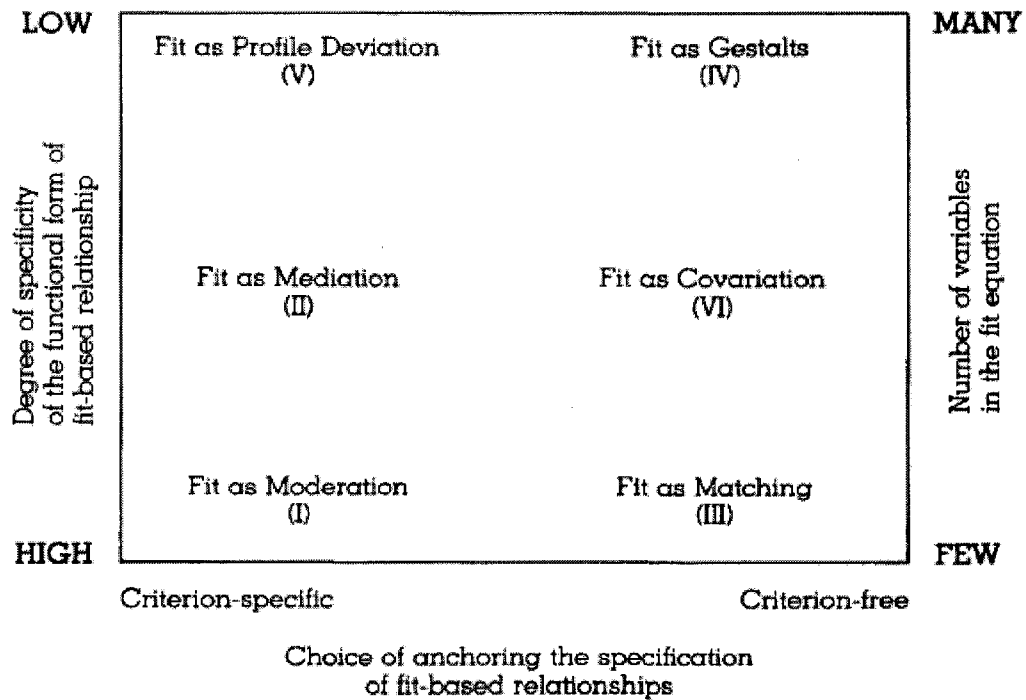 LOW
MANY
Fit as Profile Deviation
(V)
Fit as Gestalts
(IV)
Degree of specificity
of the functional form of
fit-based relationship
Number of variables
in the fit equation
Fit as Mediation
(II)
Fit as Covariation
(VI)
Fit as Moderation
(I)
Fit as Matching
(III)
HIGH
FEW
Criterion-specific
Criterion-free
Choice of anchoring the specification
of fit-based relationships